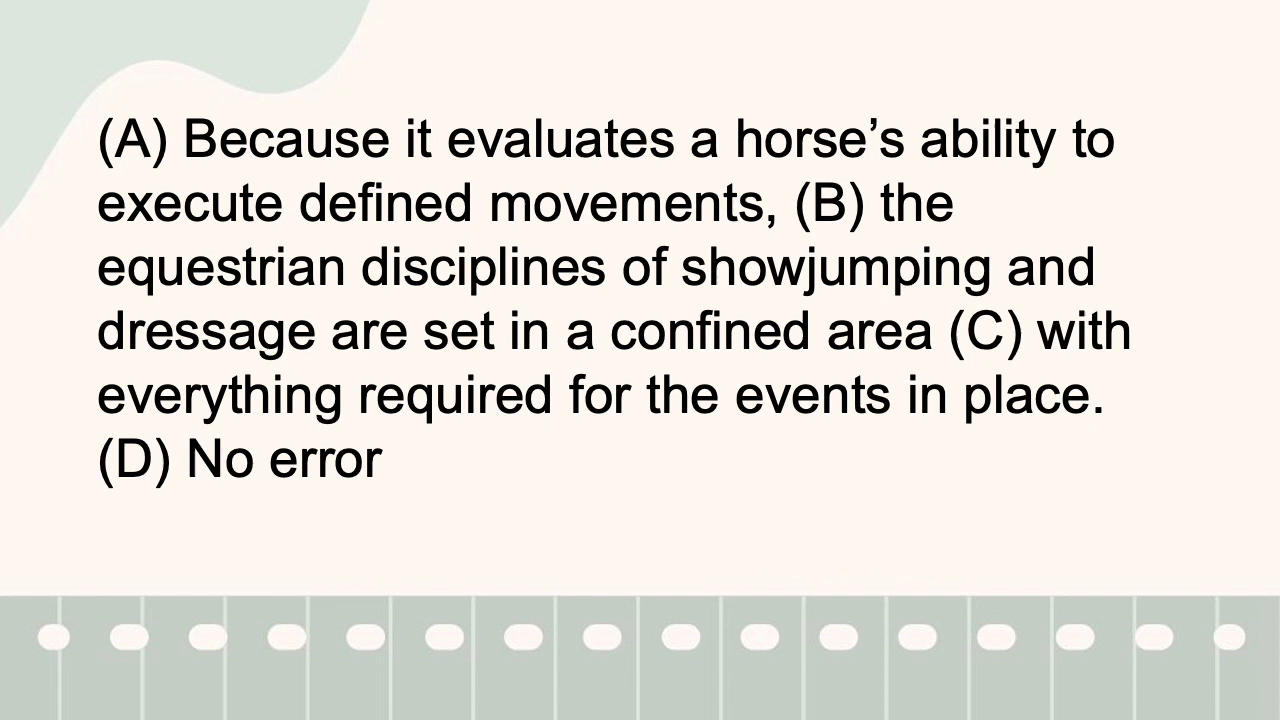 (A) Because it evaluates a horse’s ability to
execute defined movements, (B) the
equestrian disciplines of showjumping and
dressage are set in a confined area (C) with
everything required for the events in place.
(D) No error